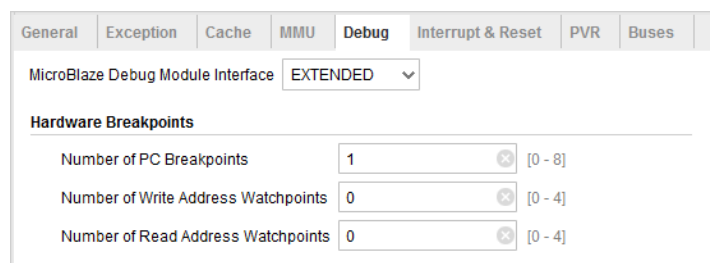 General Exception Cache MMU Debug Interrupt & Reset PVR Buses
MicroBlaze Debug Module Interface EXTENDED
Hardware Breakpoints
Number of PC Breakpoints 1 [0 - 8]
Number of Write Address Watchpoints 0 [0 - 4]
Number of Read Address Watchpoints 0 [0 - 4]